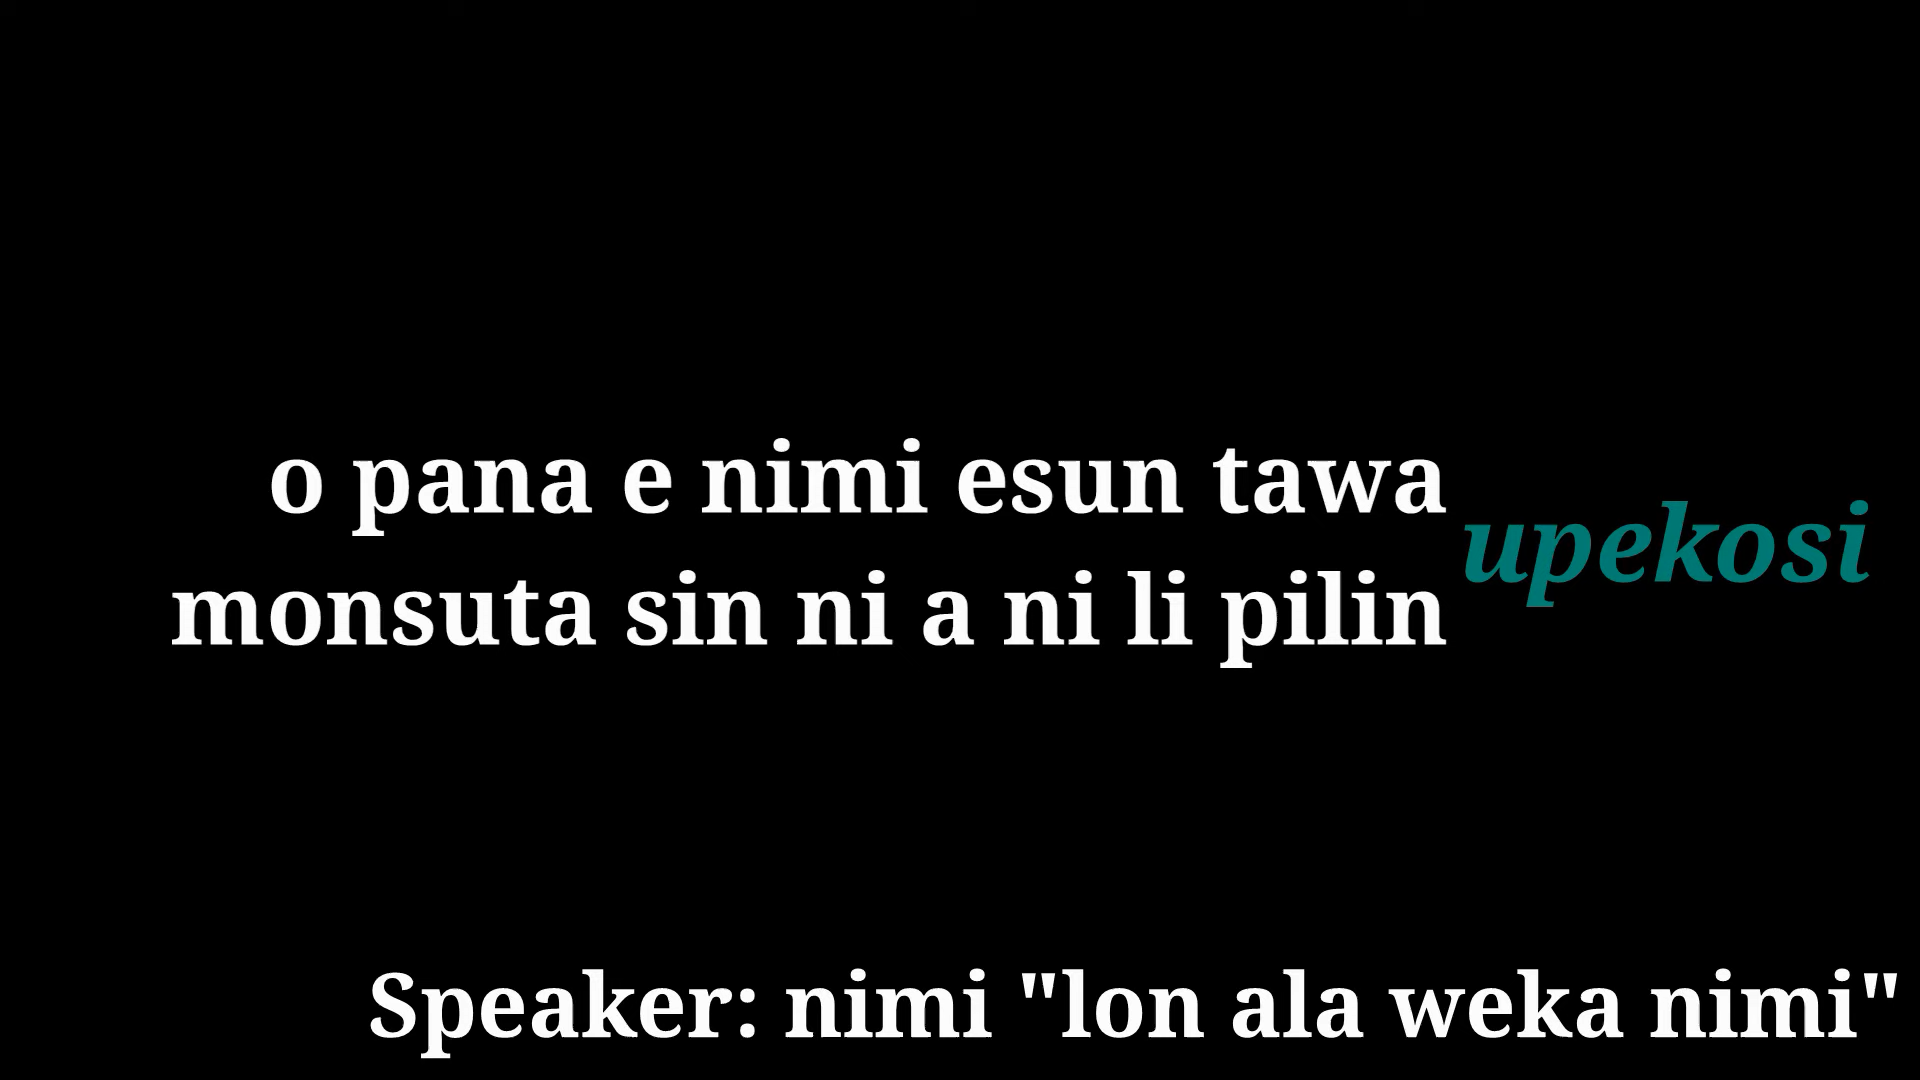 o pana e nimi esun tawa
monsuta sin ni a ni li pilin
upekosi
Speaker: nimi "lon ala weka nimi"